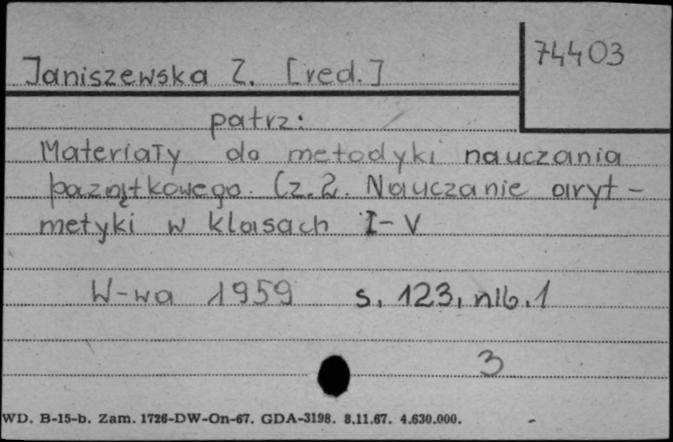 74403
Janiszewska Z. [red.]
patrz:
Materiały do metodyki nauczania
początkowego. Cz. 2. Nauczanie aryt-
metyki w klasach I-V
W-wa 1959 s. 123, nlb. 1
3
WD. B-15-b. Zam. 1726-DW-On-67. GDA-3198. 8.11.67. 4.630.000.